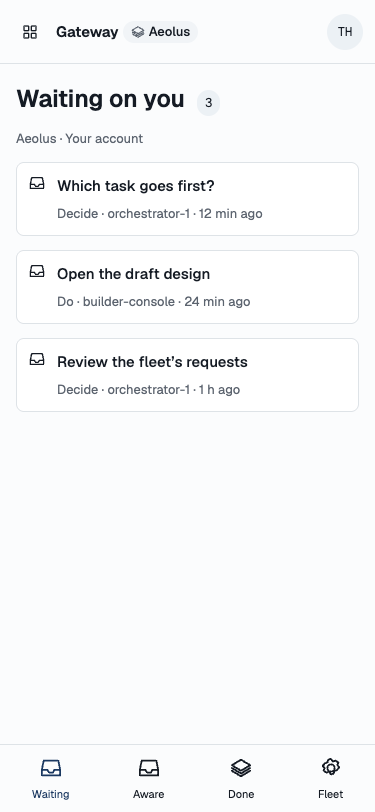 Gateway Aeolus TH
Waiting on you 3
Aeolus · Your account
Which task goes first?
Decide · orchestrator-1 · 12 min ago
Open the draft design
Do · builder-console · 24 min ago
Review the fleet’s requests
Decide · orchestrator-1 · 1 h ago
Waiting Aware Done Fleet